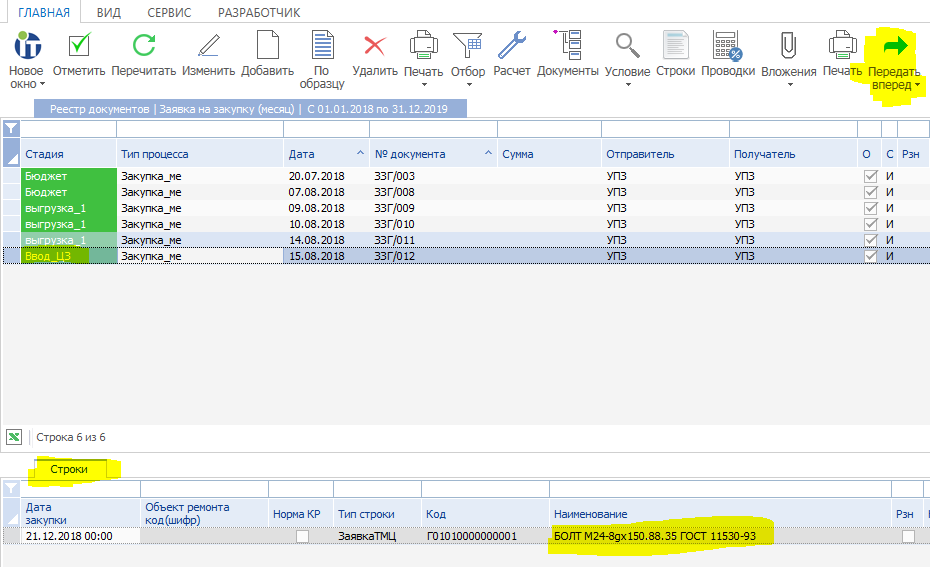 ГЛАВНАЯ ВИД СЕРВИС РАЗРАБОТЧИК
Новое окно Отметить Перечитать Изменить Добавить По образцу Удалить Печать Отбор Расчет Документы Условие Строки Проводки Вложения Печать Передать вперед
Реестр документов | Заявка на закупку (месяц) | С 01.01.2018 по 31.12.2019
Стадия Тип процесса Дата № документа Сумма Отправитель Получатель О С Рзн
Бюджет Закупка_ме 20.07.2018 ЗЗГ/003 УПЗ УПЗ И
Бюджет Закупка_ме 07.08.2018 ЗЗГ/008 УПЗ УПЗ И
выгрузка_1 Закупка_ме 09.08.2018 ЗЗГ/009 УПЗ УПЗ И
выгрузка_1 Закупка_ме 10.08.2018 ЗЗГ/010 УПЗ УПЗ И
выгрузка_1 Закупка_ме 14.08.2018 ЗЗГ/011 УПЗ УПЗ И
Ввод_ЦЗ Закупка_ме 15.08.2018 ЗЗГ/012 УПЗ УПЗ И
Строка 6 из 6
Строки
Дата закупки Объект ремонта код(шифр) Норма КР Тип строки Код Наименование Рзн
21.12.2018 00:00 ЗаявкаТМЦ Г01010000000001 БОЛТ М24-8gх150.88.35 ГОСТ 11530-93